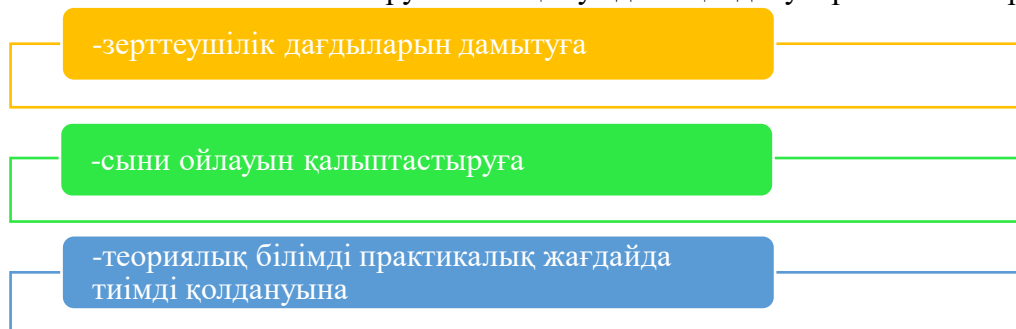 -зерттеушілік дағдыларын дамытуға
-сыни ойлауын қалыптастыруға
-теориялық білімді практикалық жағдайда
тиімді қолдануына